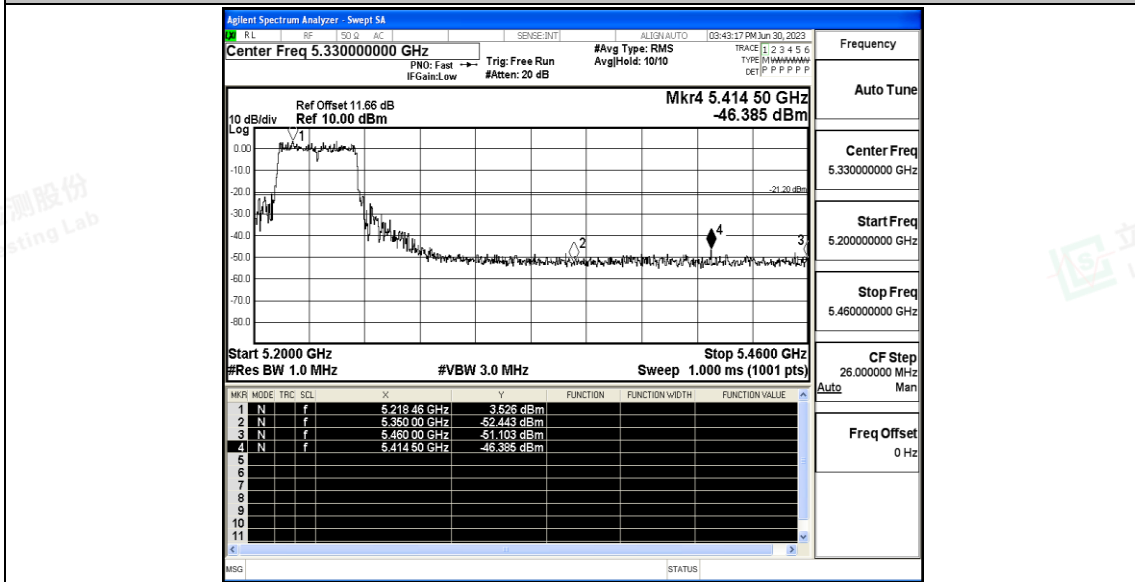 Agilent Spectrum Analyzer - Swept SA
LXI RL RF 50 Ω AC SENSE:INT ALIGNAUTO 03:43:17 PM Jun 30, 2023
Center Freq 5.330000000 GHz
PNO: Fast
IFGain:Low
Trig: Free Run
#Atten: 20 dB
#Avg Type: RMS
Avg|Hold: 10/10
TRACE 1 2 3 4 5 6
TYPE M WWWWW
DET P P P P P P
Frequency
Auto Tune
Center Freq
5.330000000 GHz
Start Freq
5.200000000 GHz
Stop Freq
5.460000000 GHz
CF Step
26.000000 MHz
Auto Man
Freq Offset
0 Hz
Mkr4 5.414 50 GHz
-46.385 dBm
Ref Offset 11.66 dB
10 dB/div Ref 10.00 dBm
Log
0.00
-10.0
-20.0
-30.0
-40.0
-50.0
-60.0
-70.0
-80.0
1
2
4
3
-21.20 dBm
Start 5.2000 GHz Stop 5.4600 GHz
#Res BW 1.0 MHz #VBW 3.0 MHz Sweep 1.000 ms (1001 pts)
MKR MODE TRC SCL X Y FUNCTION FUNCTION WIDTH FUNCTION VALUE
1 N f 5.218 46 GHz 3.526 dBm
2 N f 5.350 00 GHz -52.443 dBm
3 N f 5.460 00 GHz -51.103 dBm
4 N f 5.414 50 GHz -46.385 dBm
5
6
7
8
9
10
11
MSG STATUS
测股份
sting Lab
立